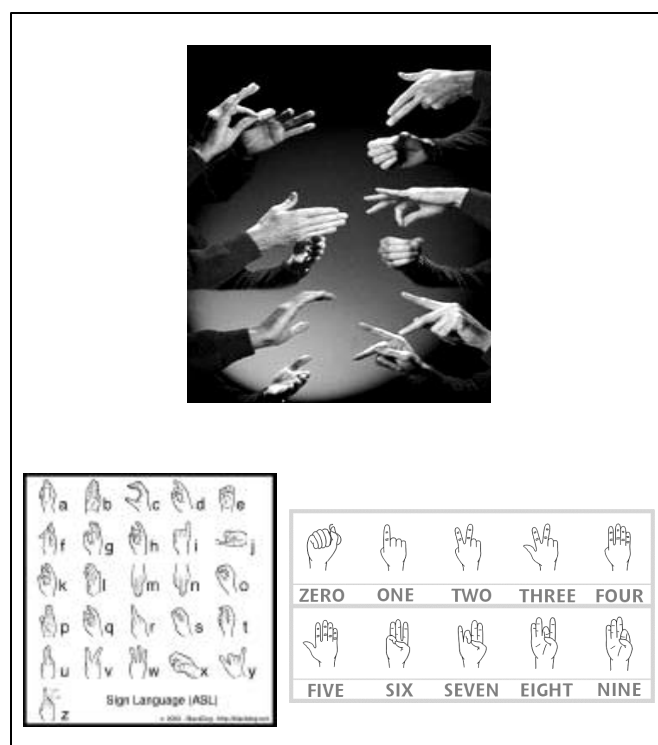 a b c d e
f g h i j
k l m n o
p q r s t
u v w x y
z
Sign Language (ASL)
ZERO ONE TWO THREE FOUR
FIVE SIX SEVEN EIGHT NINE